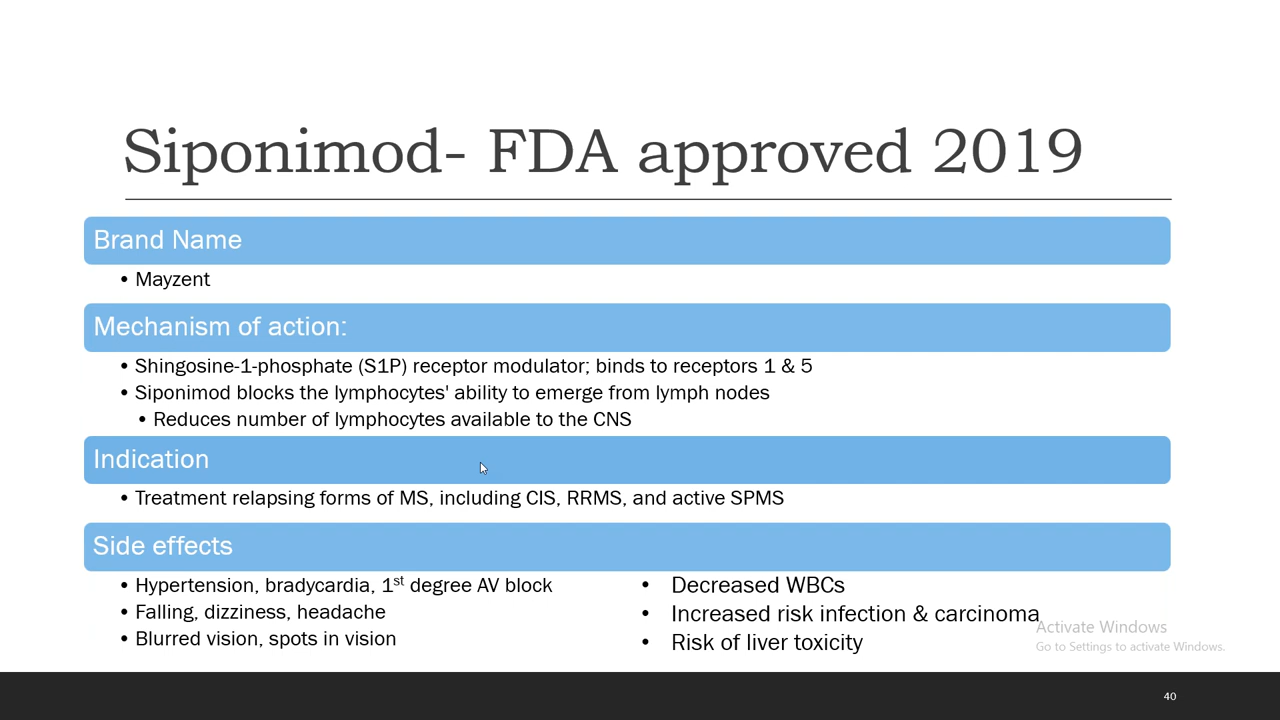 Siponimod- FDA approved 2019
Brand Name
• Mayzent
Mechanism of action:
• Shingosine-1-phosphate (S1P) receptor modulator; binds to receptors 1 & 5
• Siponimod blocks the lymphocytes' ability to emerge from lymph nodes
• Reduces number of lymphocytes available to the CNS
Indication
• Treatment relapsing forms of MS, including CIS, RRMS, and active SPMS
Side effects
• Hypertension, bradycardia, 1st degree AV block
• Falling, dizziness, headache
• Blurred vision, spots in vision
• Decreased WBCs
• Increased risk infection & carcinoma
• Risk of liver toxicity
Activate Windows
Go to Settings to activate Windows.
40